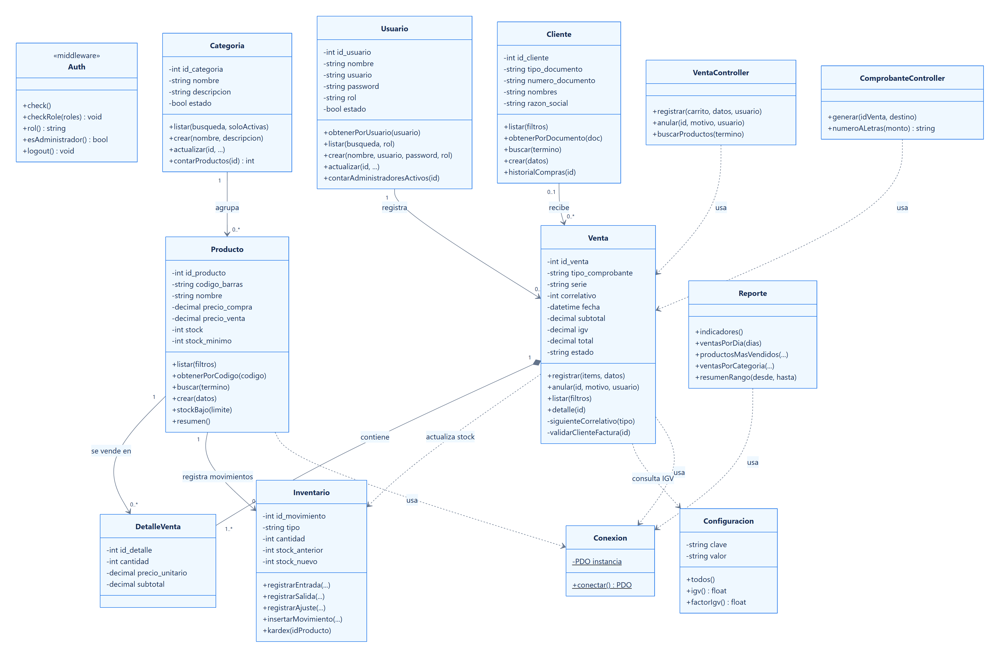 «middleware»
Auth
+check()
+checkRole(roles) : void
+rol() : string
+esAdministrador() : bool
+logout() : void
Categoria
-int id_categoria
-string nombre
-string descripcion
-bool estado
+listar(busqueda, soloActivas)
+crear(nombre, descripcion)
+actualizar(id, ...)
+contarProductos(id) : int
Usuario
-int id_usuario
-string nombre
-string usuario
-string password
-string rol
-bool estado
+obtenerPorUsuario(usuario)
+listar(busqueda, rol)
+crear(nombre, usuario, password, rol)
+actualizar(id, ...)
+contarAdministradoresActivos(id)
Cliente
-int id_cliente
-string tipo_documento
-string numero_documento
-string nombres
-string razon_social
+listar(filtros)
+obtenerPorDocumento(doc)
+buscar(termino)
+crear(datos)
+historialCompras(id)
VentaController
+registrar(carrito, datos, usuario)
+anular(id, motivo, usuario)
+buscarProductos(termino)
ComprobanteController
+generar(idVenta, destino)
+numeroALetras(monto) : string
1
agrupa
0..*
1
registra
0..
0..1
recibe
0..*
usa
usa
Producto
-int id_producto
-string codigo_barras
-string nombre
-decimal precio_compra
-decimal precio_venta
-int stock
-int stock_minimo
+listar(filtros)
+obtenerPorCodigo(codigo)
+buscar(termino)
+crear(datos)
+stockBajo(limite)
+resumen()
Venta
-int id_venta
-string tipo_comprobante
-string serie
-int correlativo
-datetime fecha
-decimal subtotal
-decimal igv
-decimal total
-string estado
+registrar(items, datos)
+anular(id, motivo, usuario)
+listar(filtros)
+detalle(id)
-siguienteCorrelativo(tipo)
-validarClienteFactura(id)
Reporte
+indicadores()
+ventasPorDia(dias)
+productosMasVendidos(...)
+ventasPorCategoria(...)
+resumenRango(desde, hasta)
1
se vende en
0..*
1
registra movimientos
0
1
contiene
1..*
actualiza stock
usa
consulta IGV
usa
usa
DetalleVenta
-int id_detalle
-int cantidad
-decimal precio_unitario
-decimal subtotal
Inventario
-int id_movimiento
-string tipo
-int cantidad
-int stock_anterior
-int stock_nuevo
+registrarEntrada(...)
+registrarSalida(...)
+registrarAjuste(...)
+insertarMovimiento(...)
+kardex(idProducto)
Conexion
-PDO instancia
+conectar() : PDO
Configuracion
-string clave
-string valor
+todos()
+igv() : float
+factorIgv() : float